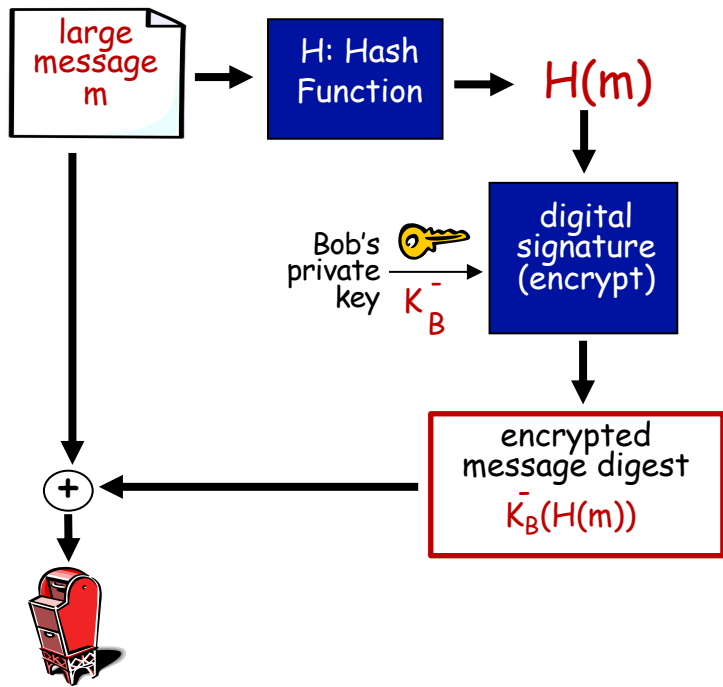 large
message
m
H: Hash
Function
H(m)
digital
signature
(encrypt)
Bob's
private
key
K
-
B
encrypted
message digest
K
-
B
(H(m))
+